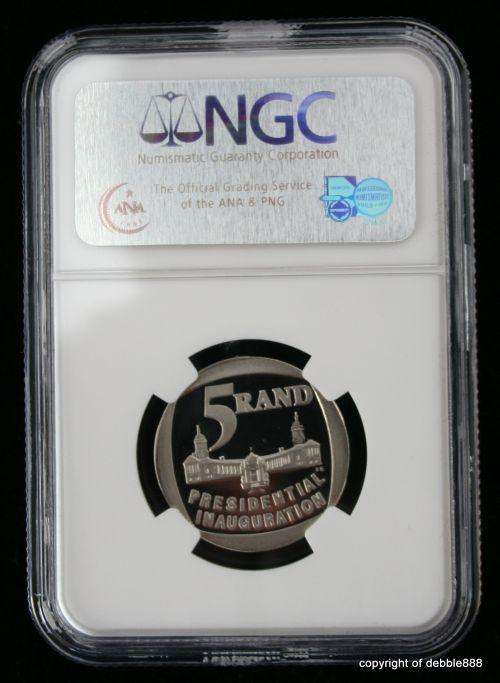 NGC
Numismatic Guaranty Corporation
The Official Grading Service
of the ANA & PNG
ANA
5 RAND
PRESIDENTIAL
INAUGURATION
copyright of debble888